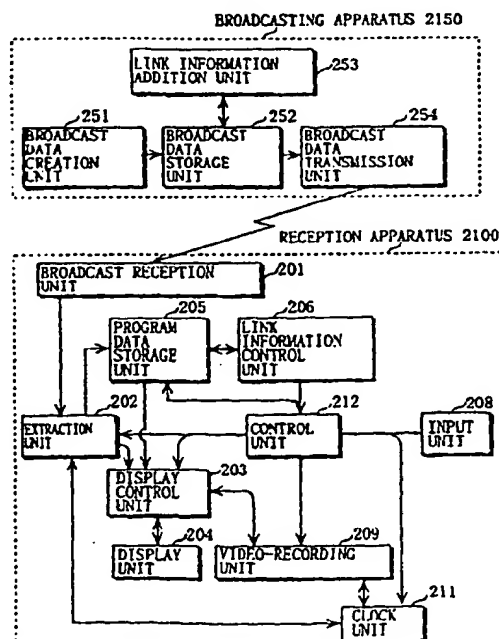 BROADCASTING APPARATUS 2150
LINK INFORMATION
ADDITION UNIT
253
251
252
254
BROADCAST
DATA
CREATION
UNIT
BROADCAST
DATA
STORAGE
UNIT
BROADCAST
DATA
TRANSMISSION
UNIT
RECEPTION APPARATUS 2100
BROADCAST RECEPTION
UNIT
201
205
206
PROGRAM
DATA
STORAGE
UNIT
LINK
INFORMATION
CONTROL
UNIT
202
212
208
EXTRACTION
UNIT
CONTROL
UNIT
INPUT
UNIT
203
DISPLAY
CONTROL
UNIT
204
209
DISPLAY
UNIT
VIDEO-RECORDING
UNIT
211
CLOCK
UNIT